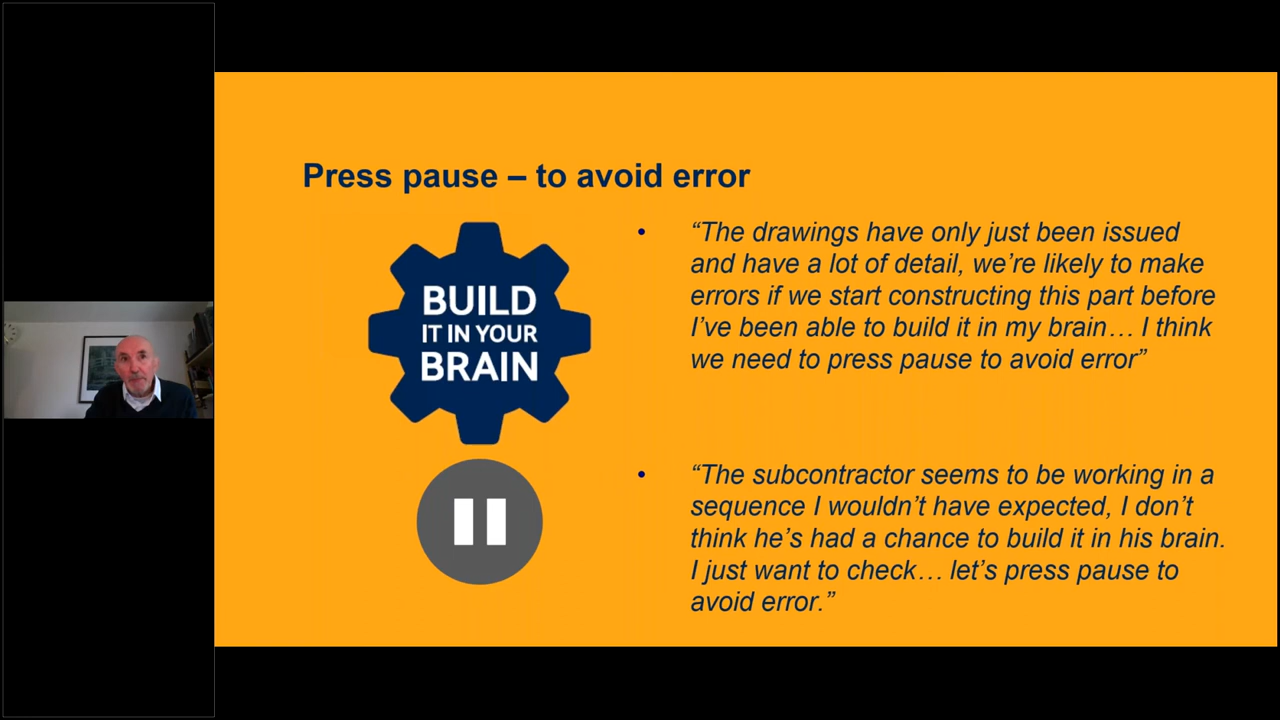 Press pause – to avoid error
BUILD
IT IN YOUR
BRAIN
• “The drawings have only just been issued
and have a lot of detail, we’re likely to make
errors if we start constructing this part before
I’ve been able to build it in my brain… I think
we need to press pause to avoid error”
• “The subcontractor seems to be working in a
sequence I wouldn’t have expected, I don’t
think he’s had a chance to build it in his brain.
I just want to check… let’s press pause to
avoid error.”